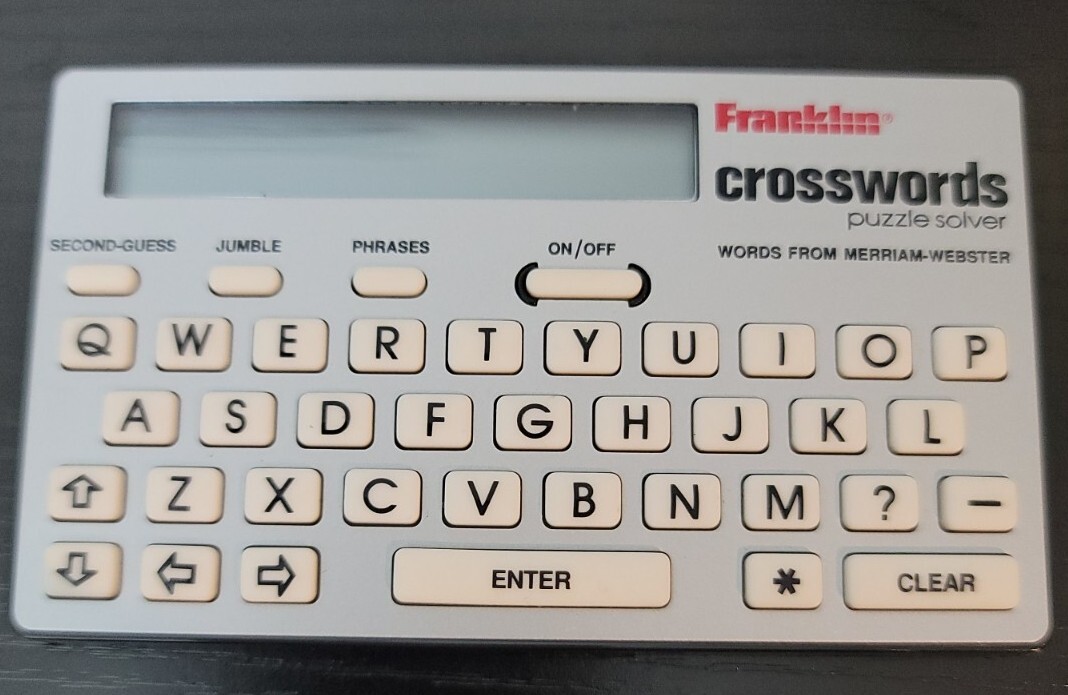 Franklin®
crosswords
puzzle solver
WORDS FROM MERRIAM-WEBSTER
SECOND-GUESS JUMBLE PHRASES ON/OFF
Q W E R T Y U I O P
A S D F G H J K L
⇧ Z X C V B N M ? −
⇩ ⇦ ⇨ ENTER * CLEAR